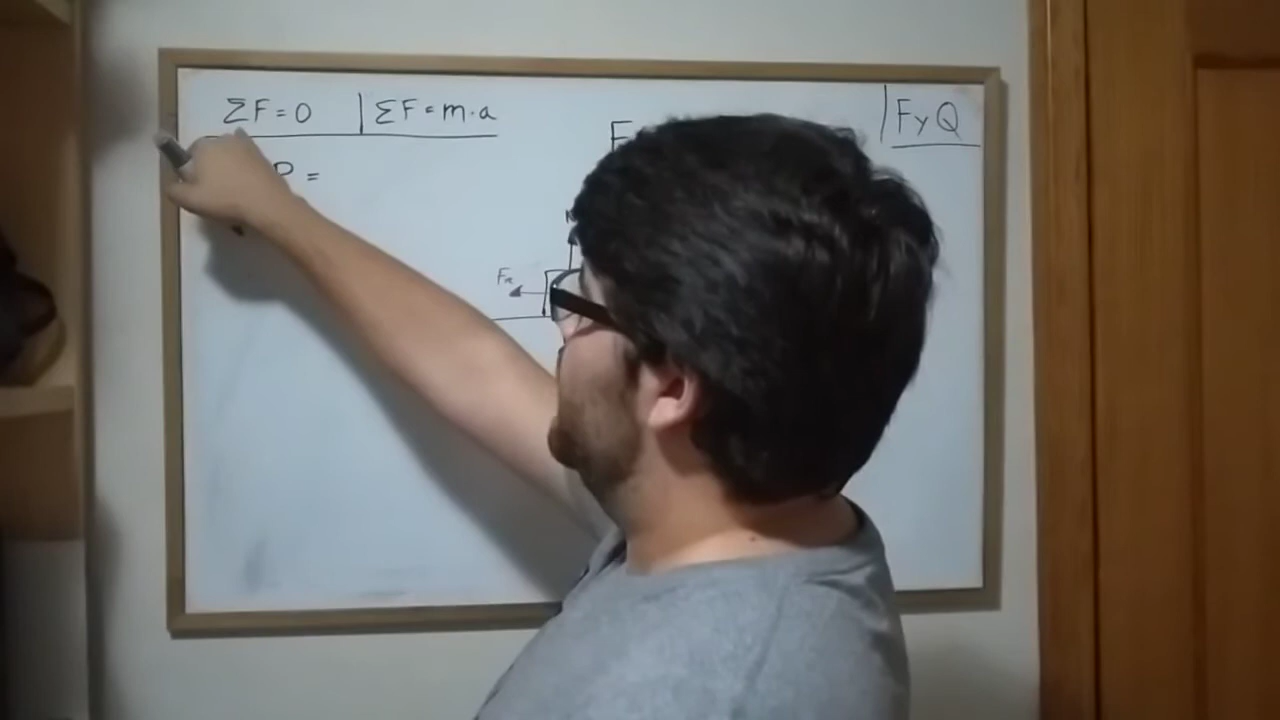 ΣF = 0 | ΣF = m·a
FyQ
P =
Fr